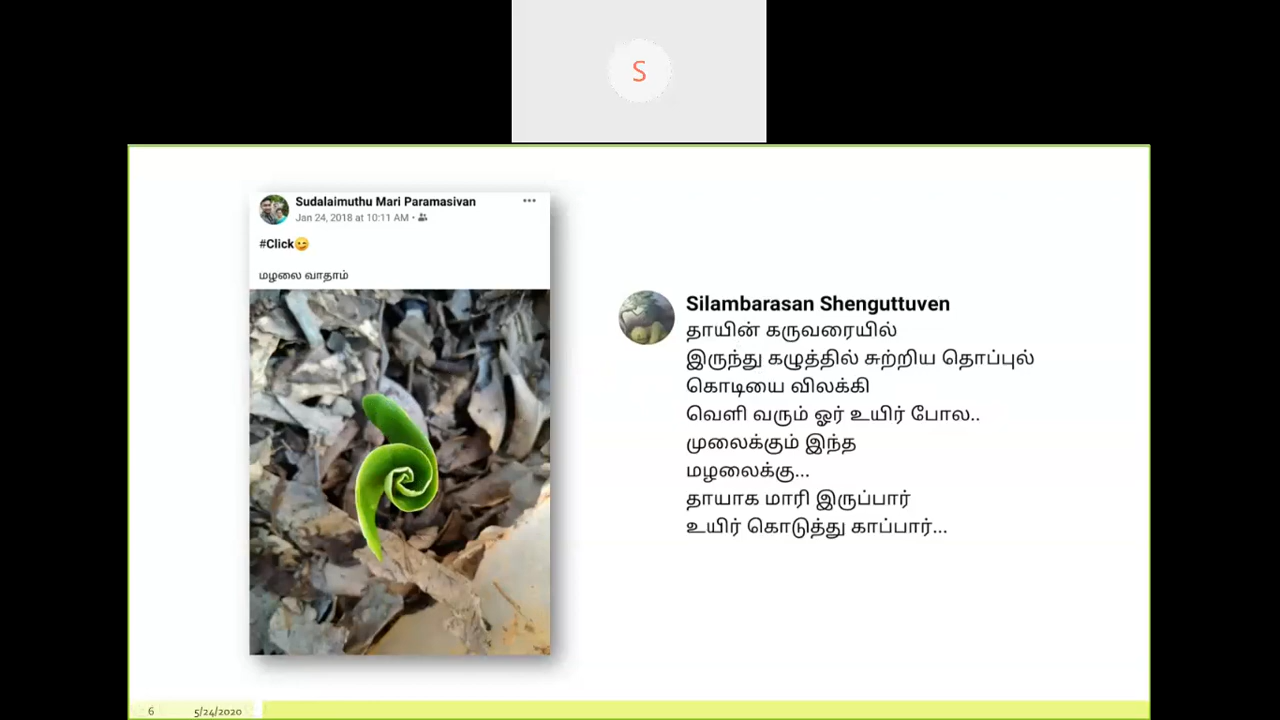 S
Sudalaimuthu Mari Paramasivan
Jan 24, 2018 at 10:11 AM
#Click😋
மழலை வாதாம்
Silambarasan Shenguttuven
தாயின் கருவரையில்
இருந்து கழுத்தில் சுற்றிய தொப்புல்
கொடியை விலக்கி
வெளி வரும் ஓர் உயிர் போல..
முலைக்கும் இந்த
மழலைக்கு...
தாயாக மாரி இருப்பார்
உயிர் கொடுத்து காப்பார்...
6 5/24/2020